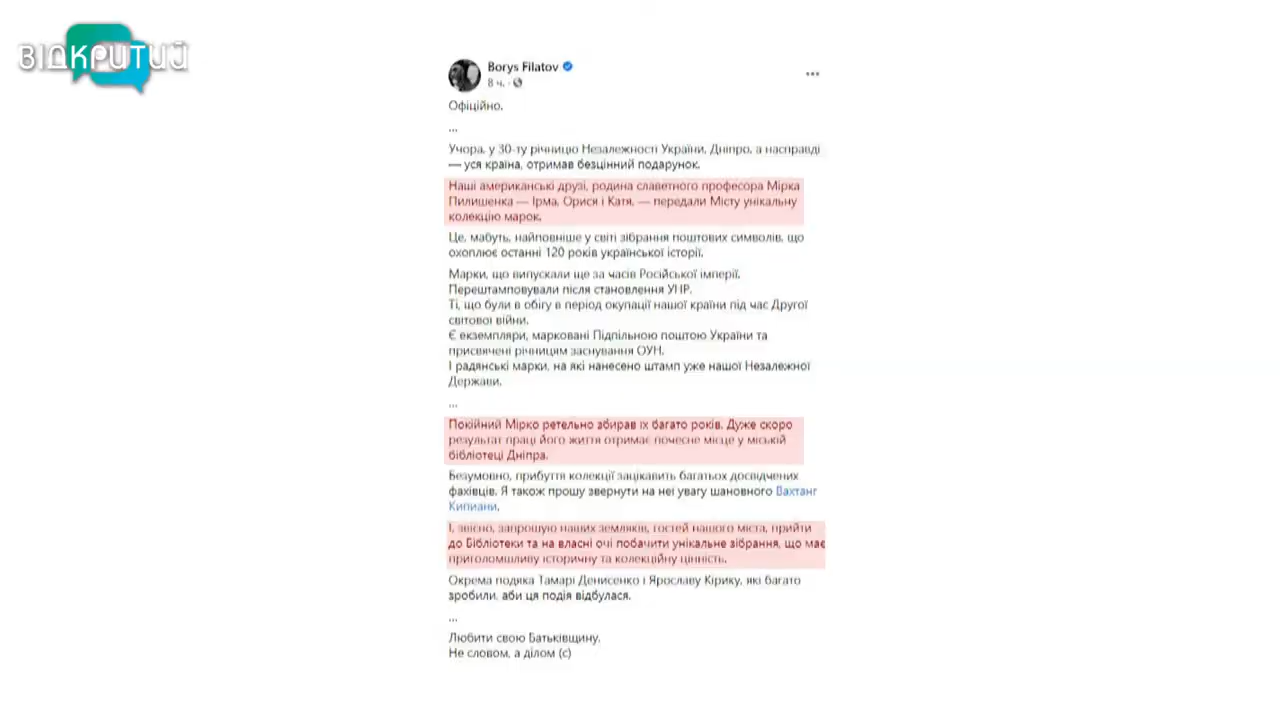 ВІДКРИТИЙ
Borys Filatov
8 ч. ·
Офіційно.
...
Учора, у 30-ту річницю Незалежності України, Дніпро, а насправді
— уся країна, отримав безцінний подарунок.
Наші американські друзі, родина славетного професора Мірка
Пилишенка — Ірма, Орися і Катя, — передали Місту унікальну
колекцію марок.
Це, мабуть, найповніше у світі зібрання поштових символів, що
охоплює останні 120 років української історії.
Марки, що випускали ще за часів Російської імперії.
Перештамповували після становлення УНР.
Ті, що були в обігу в період окупації нашої країни під час Другої
світової війни.
Є екземпляри, марковані Підпільною поштою України та
присвячені річницям заснування ОУН.
І радянські марки, на які нанесено штамп уже нашої Незалежної
Держави.
...
Покійний Мірко ретельно збирав їх багато років. Дуже скоро
результат праці його життя отримає почесне місце у міській
бібліотеці Дніпра.
Безумовно, прибуття колекції зацікавить багатьох досвідчених
фахівців. Я також прошу звернути на неї увагу шановного Вахтанг
Кипиани.
І, звісно, запрошую наших земляків, гостей нашого міста, прийти
до Бібліотеки та на власні очі побачити унікальне зібрання, що має
приголомшливу історичну та колекційну цінність.
Окрема подяка Тамарі Денисенко і Ярославу Кірику, які багато
зробили, аби ця подія відбулася.
...
Любити свою Батьківщину.
Не словом, а ділом (с)